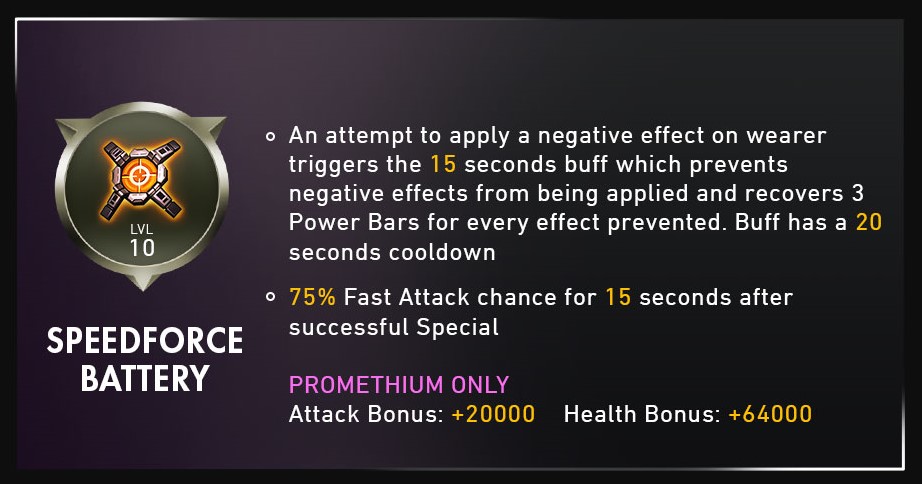 An attempt to apply a negative effect on wearer
triggers the 15 seconds buff which prevents
negative effects from being applied and recovers 3
Power Bars for every effect prevented. Buff has a 20
seconds cooldown
75% Fast Attack chance for 15 seconds after
successful Special
PROMETHIUM ONLY
Attack Bonus: +20000 Health Bonus: +64000
LVL
10
SPEEDFORCE
BATTERY